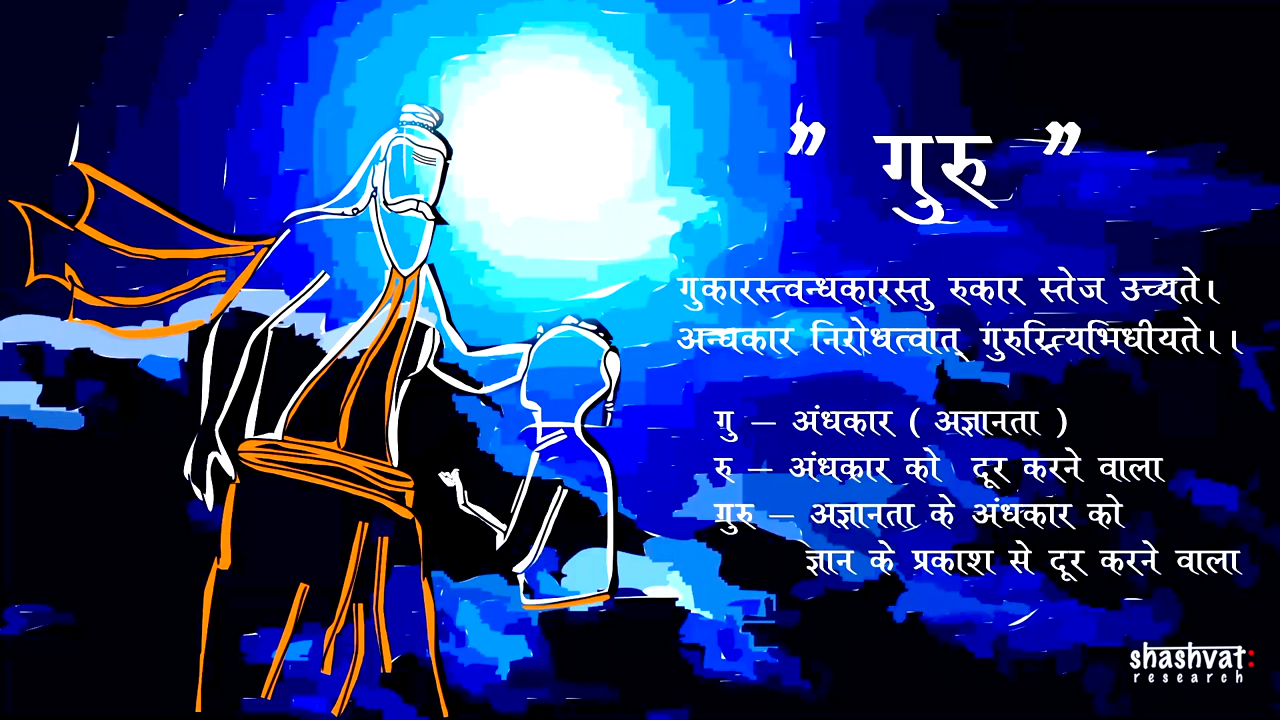 " गुरु "
गुकारस्त्वन्धकारस्तु रुकार स्तेज उच्यते।
अन्धकार निरोधत्वात् गुरुरित्यिभिधीयते।।
गु – अंधकार ( अज्ञानता )
रु – अंधकार को दूर करने वाला
गुरु – अज्ञानता के अंधकार को
ज्ञान के प्रकाश से दूर करने वाला
shashvat:
research